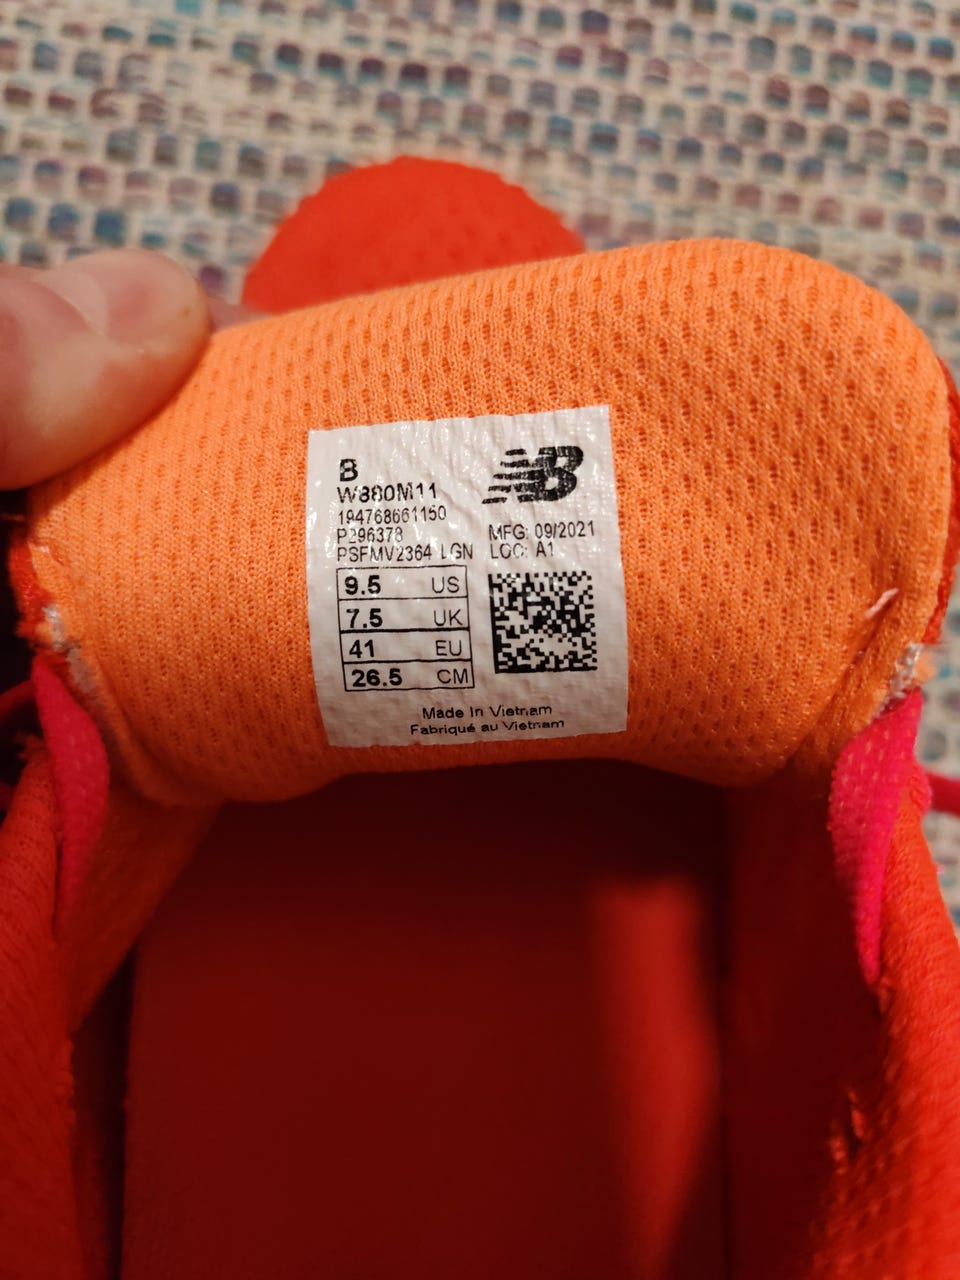 B
W880M11
194768661150
P296378
PSFMV2364 LGN
NB
MFG: 09/2021
LOC: A1
9.5 US
7.5 UK
41 EU
26.5 CM
Made In Vietnam
Fabriqué au Vietnam